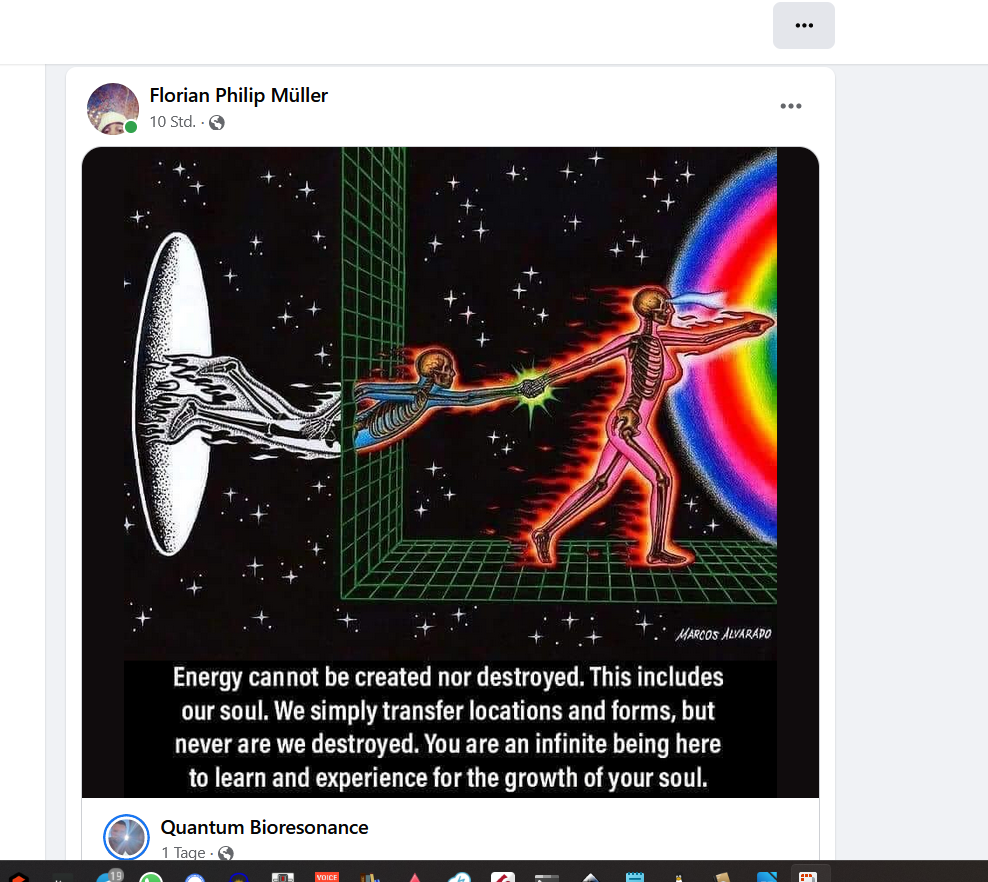 Florian Philip Müller
10 Std. ·
MARCOS ALVARADO
Energy cannot be created nor destroyed. This includes
our soul. We simply transfer locations and forms, but
never are we destroyed. You are an infinite being here
to learn and experience for the growth of your soul.
Quantum Bioresonance
1 Tage ·
19
VOICE